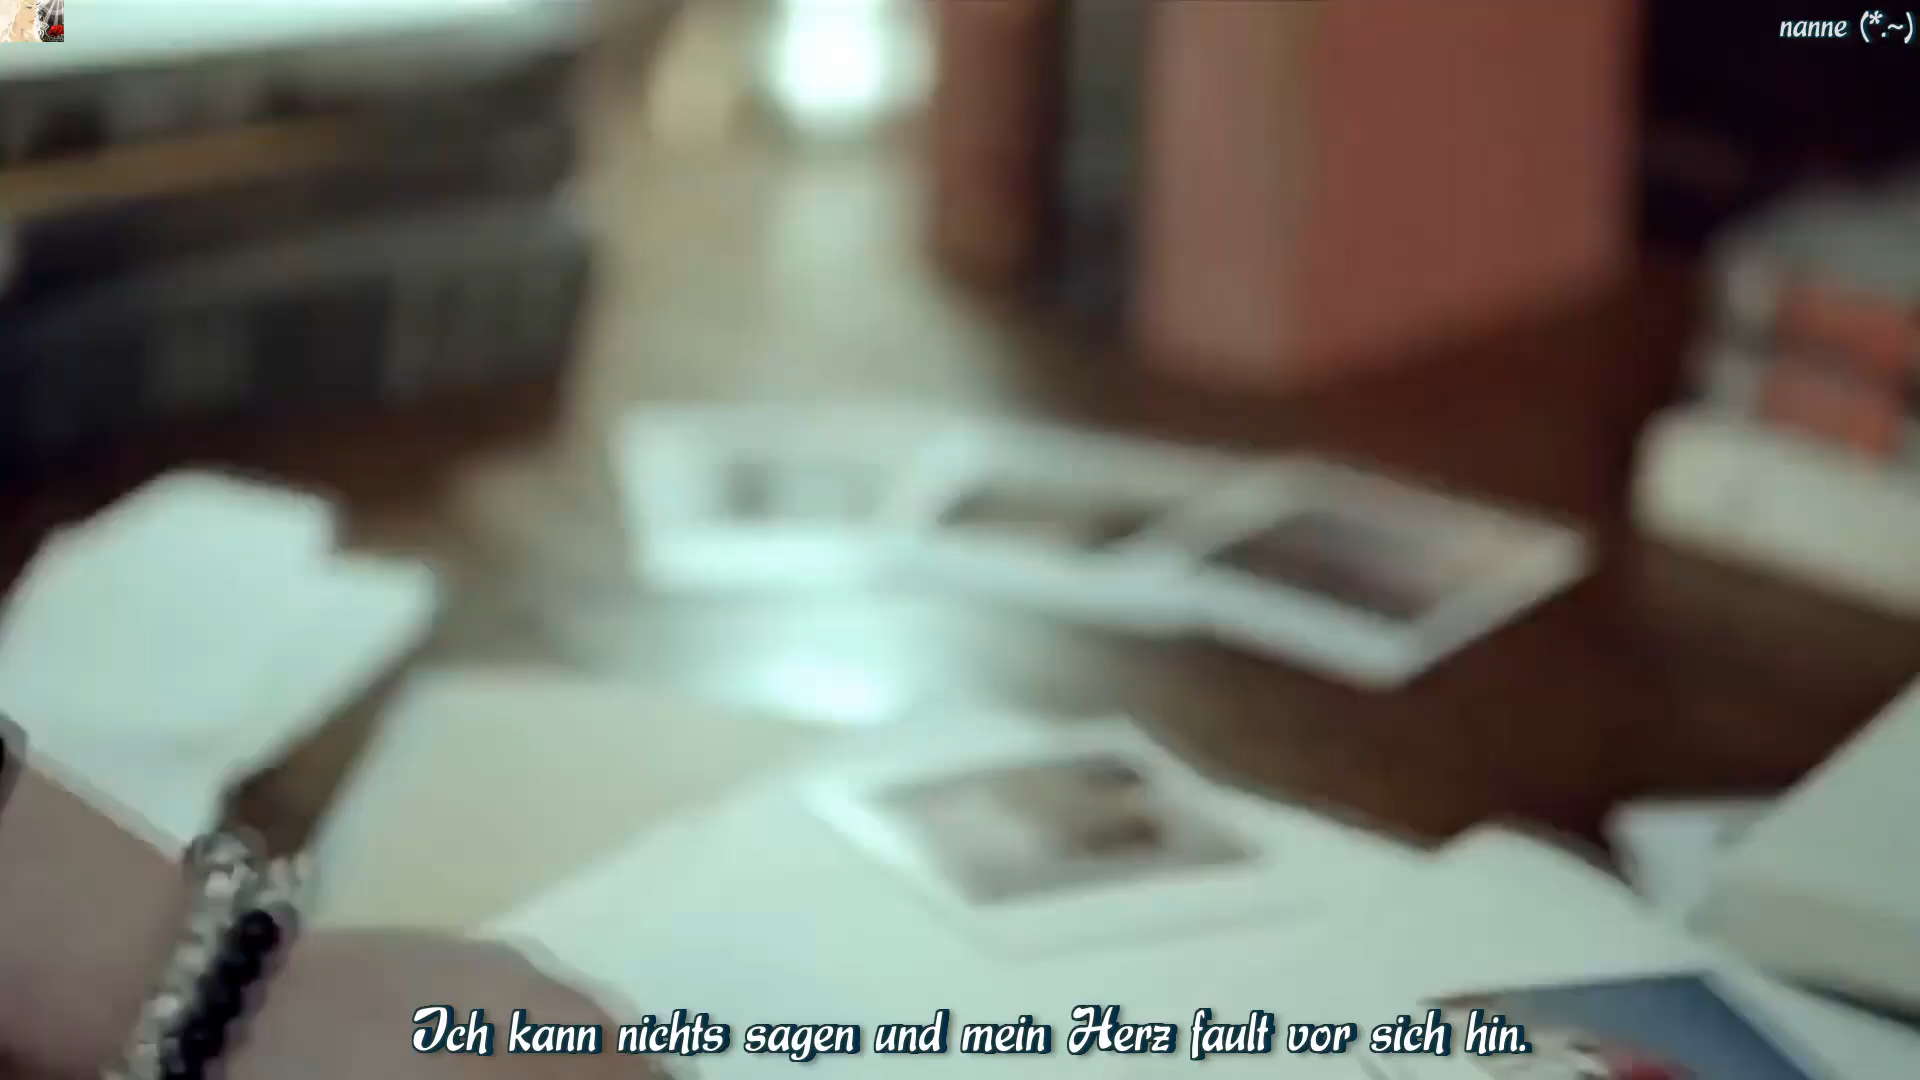 nanne (*.~)
Ich kann nichts sagen und mein Herz fault vor sich hin.